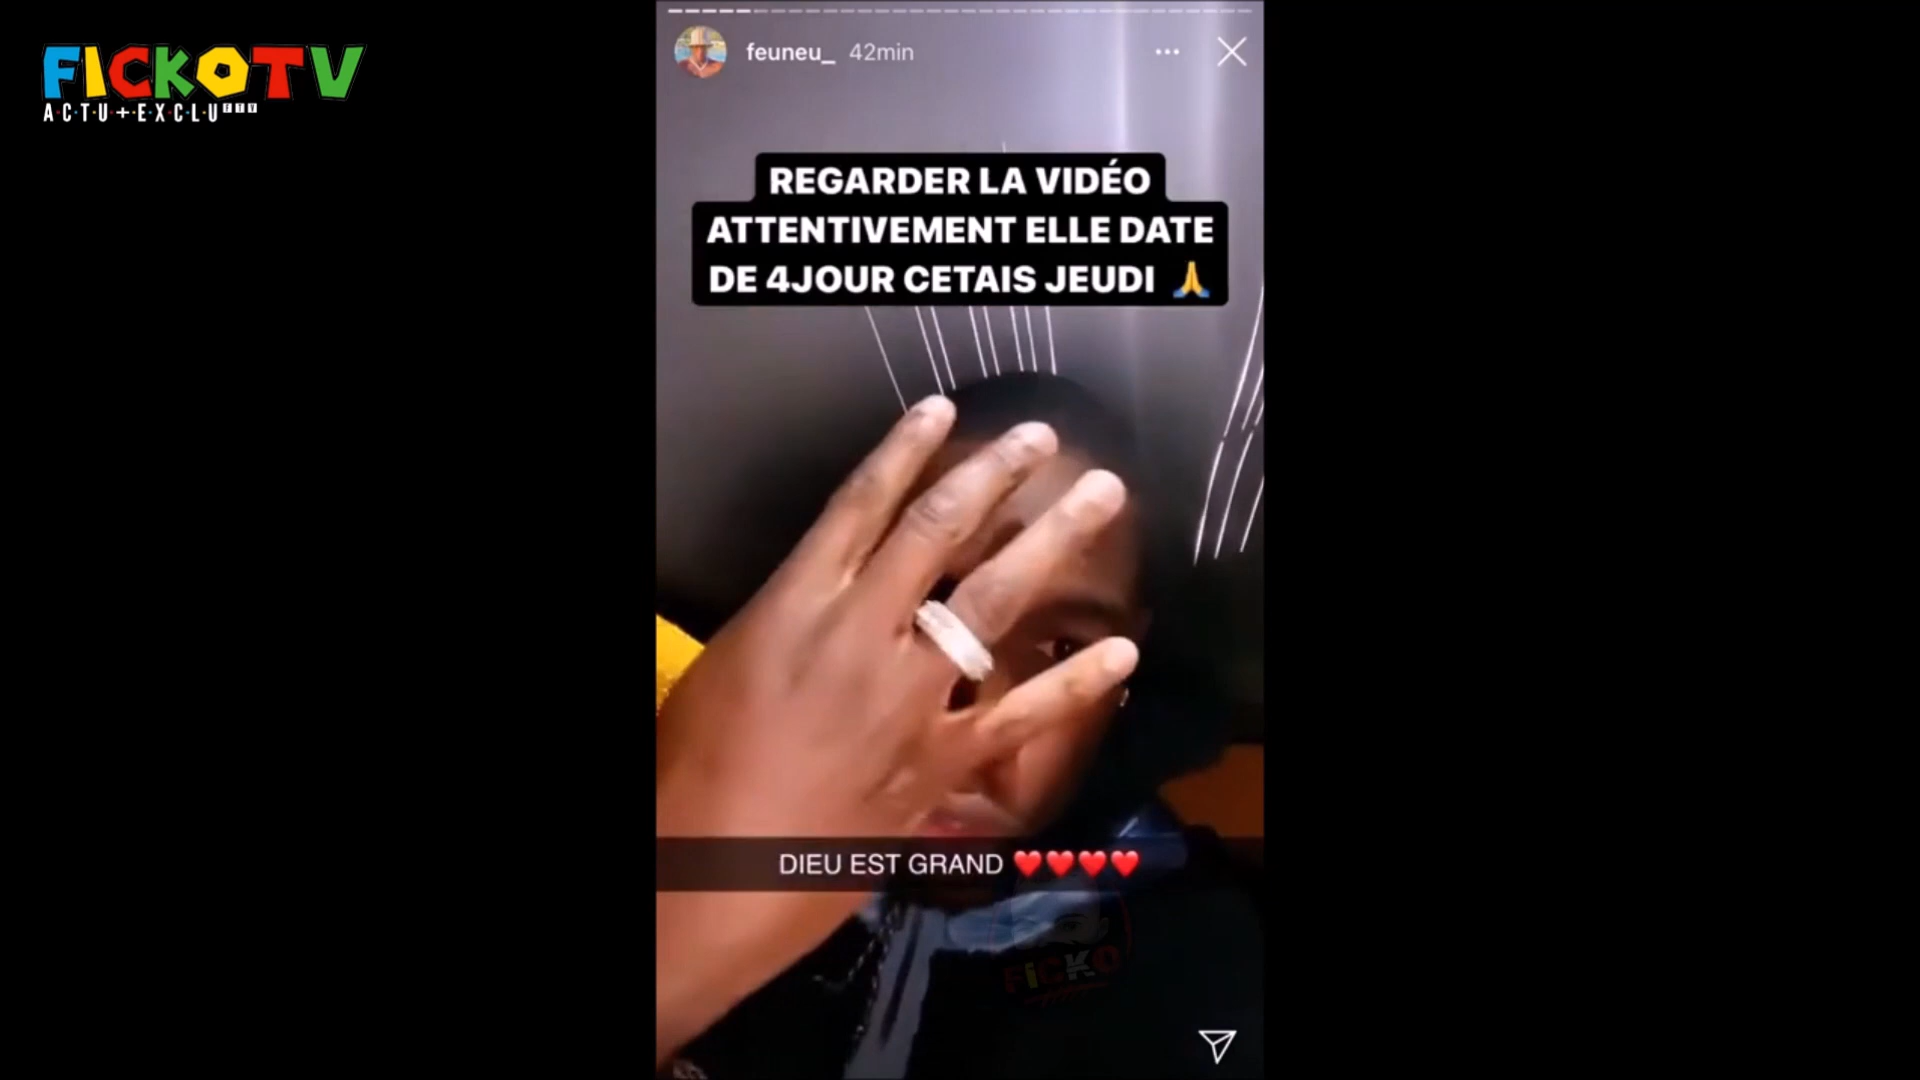 FICKOTV
ACTU+EXCLU FTV
feuneu_ 42min
REGARDER LA VIDÉO
ATTENTIVEMENT ELLE DATE
DE 4JOUR CETAIS JEUDI 🙏
DIEU EST GRAND ❤️❤️❤️❤️
FiCKO